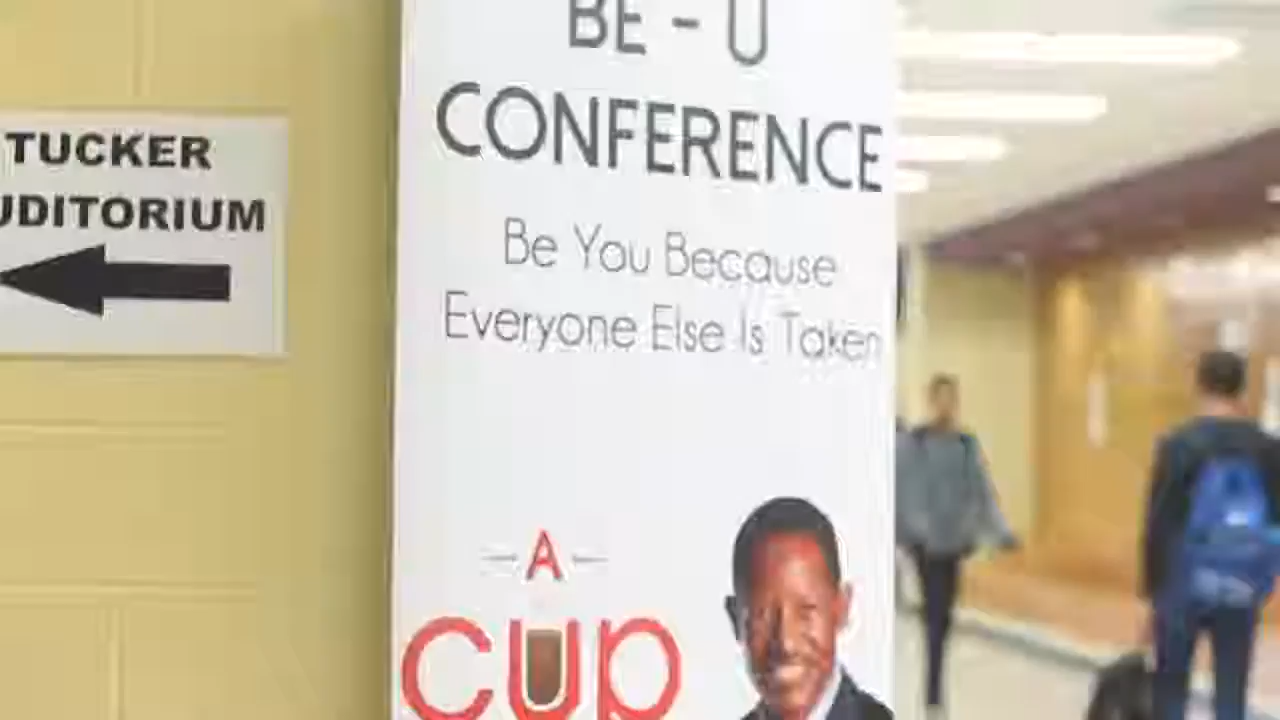 TUCKER
UDITORIUM
BE - U
CONFERENCE
Be You Because
Everyone Else Is Taken
A
cup